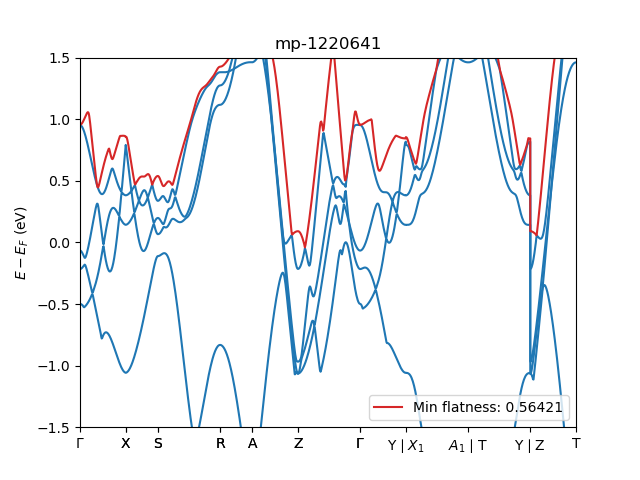 mp-1220641
E − E_F (eV)
1.5
1.0
0.5
0.0
−0.5
−1.0
−1.5
Min flatness: 0.56421
Γ X S R A Z Γ Y | X₁ A₁ | T Y | Z T